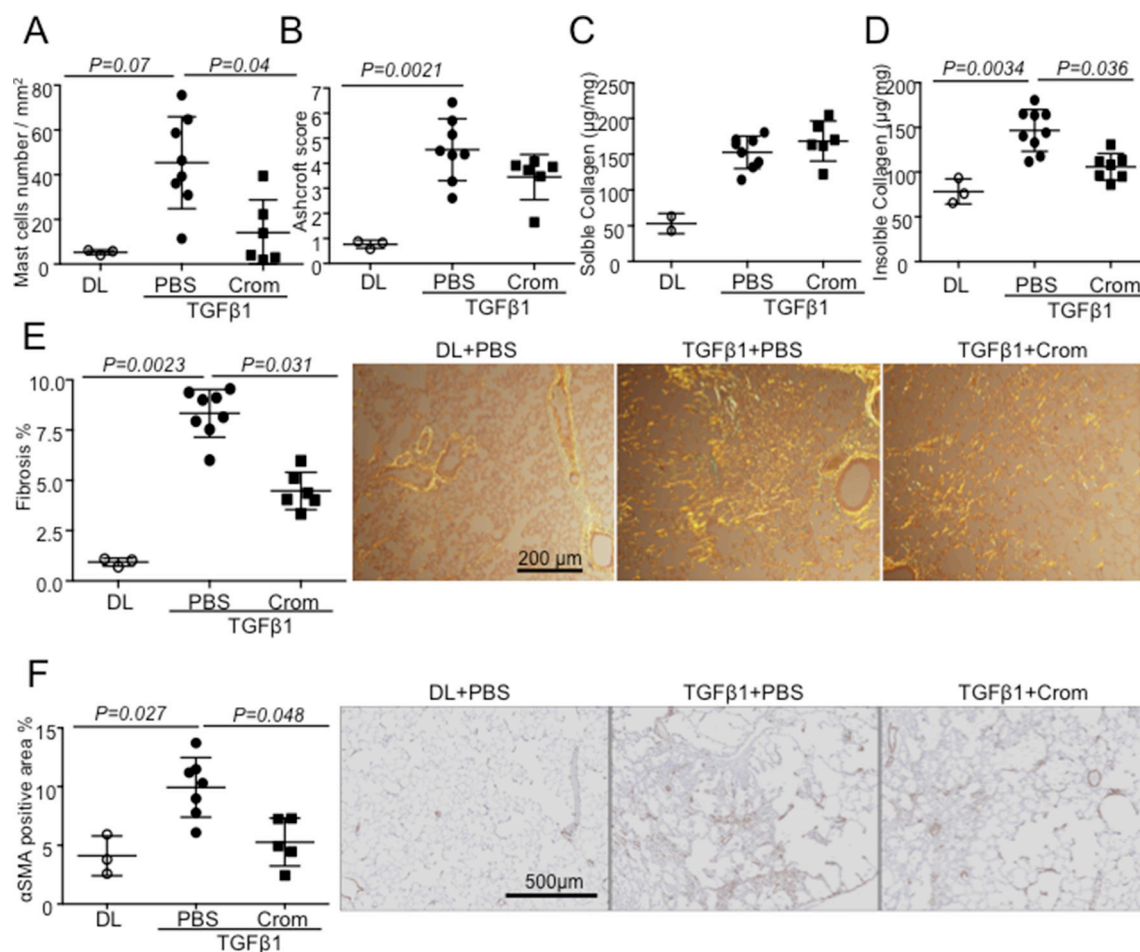 A
P=0.07 P=0.04
Mast cells number / mm²
80
60
40
20
0
DL PBS Crom
TGFβ1
B
P=0.0021
Ashcroft score
7
6
5
4
3
2
1
0
DL PBS Crom
TGFβ1
C
Solble Collagen (µg/mg)
250
200
150
100
50
0
DL PBS Crom
TGFβ1
D
P=0.0034 P=0.036
Insolble Collagen (µg/mg)
200
150
100
50
0
DL PBS Crom
TGFβ1
E
P=0.0023 P=0.031
Fibrosis %
10.0
7.5
5.0
2.5
0.0
DL PBS Crom
TGFβ1
DL+PBS TGFβ1+PBS TGFβ1+Crom
200 µm
F
P=0.027 P=0.048
αSMA positive area %
15
10
5
0
DL PBS Crom
TGFβ1
DL+PBS TGFβ1+PBS TGFβ1+Crom
500µm